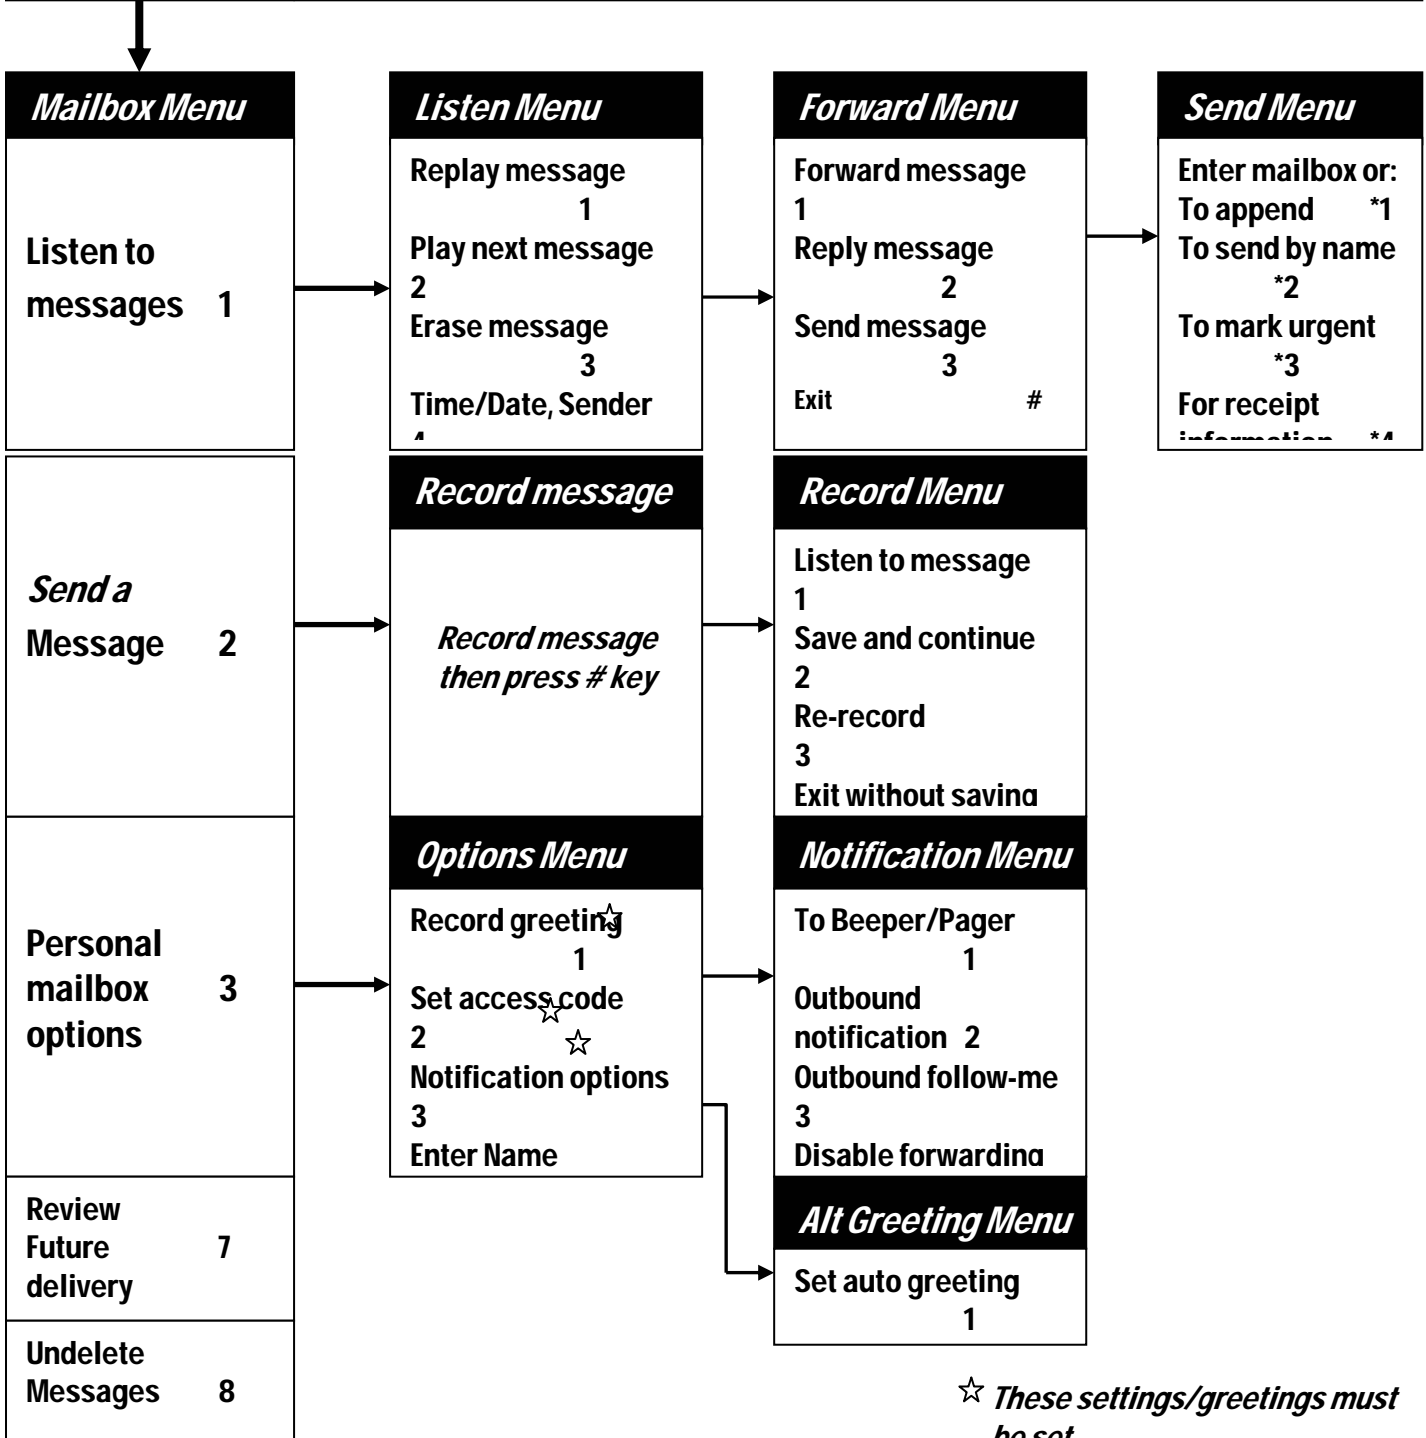 Mailbox Menu
Listen to
messages 1
Send a
Message 2
Personal
mailbox 3
options
Review
Future 7
delivery
Undelete
Messages 8
Listen Menu
Replay message
1
Play next message
2
Erase message
3
Time/Date, Sender
4
Forward Menu
Forward message
1
Reply message
2
Send message
3
Exit #
Send Menu
Enter mailbox or:
To append *1
To send by name
*2
To mark urgent
*3
For receipt
information *4
Record message
Record message
then press # key
Record Menu
Listen to message
1
Save and continue
2
Re-record
3
Exit without saving
Options Menu
Record greeting
1
Set access code
2
Notification options
3
Enter Name
Notification Menu
To Beeper/Pager
1
Outbound
notification 2
Outbound follow-me
3
Disable forwarding
Alt Greeting Menu
Set auto greeting
1
☆ These settings/greetings must
be set